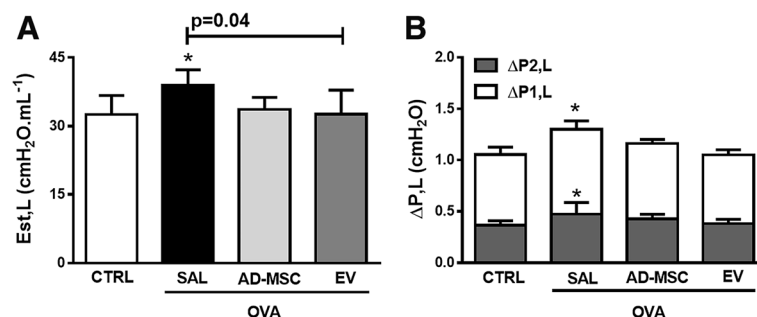 A
p=0.04
Est,L (cmH₂O.mL⁻¹)
45
30
15
0
*
CTRL SAL AD-MSC EV
OVA
B
ΔP,L (cmH₂O)
2.0
1.5
1.0
0.5
0.0
ΔP2,L
ΔP1,L
*
*
CTRL SAL AD-MSC EV
OVA